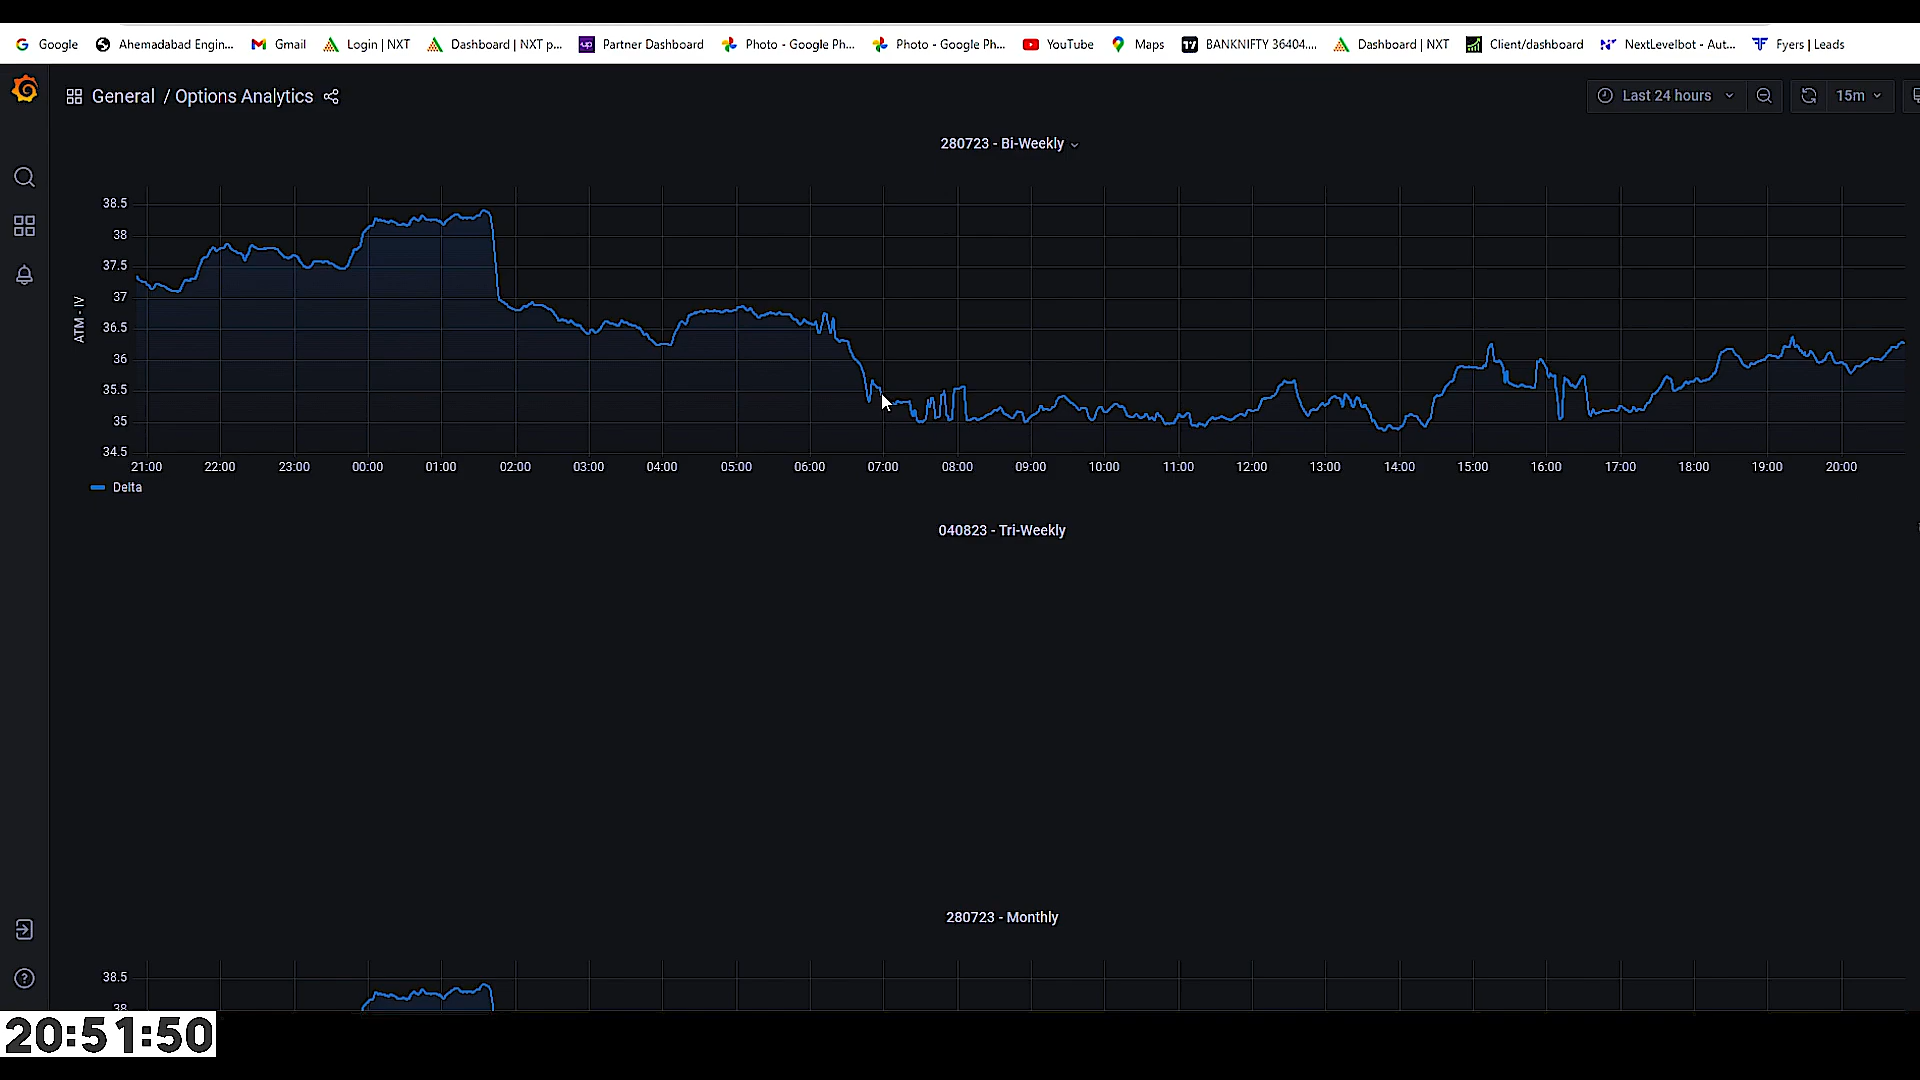 Google Ahemadabad Engin... Gmail Login | NXT Dashboard | NXT p... Partner Dashboard Photo - Google Ph... Photo - Google Ph... YouTube Maps BANKNIFTY 36404.... Dashboard | NXT Client/dashboard NextLevelbot - Aut... Fyers | Leads
General / Options Analytics Last 24 hours 15m
280723 - Bi-Weekly
38.5
38
37.5
37
36.5
36
35.5
35
34.5
ATM - IV
21:00 22:00 23:00 00:00 01:00 02:00 03:00 04:00 05:00 06:00 07:00 08:00 09:00 10:00 11:00 12:00 13:00 14:00 15:00 16:00 17:00 18:00 19:00 20:00
Delta
040823 - Tri-Weekly
280723 - Monthly
38.5
38
20:51:50